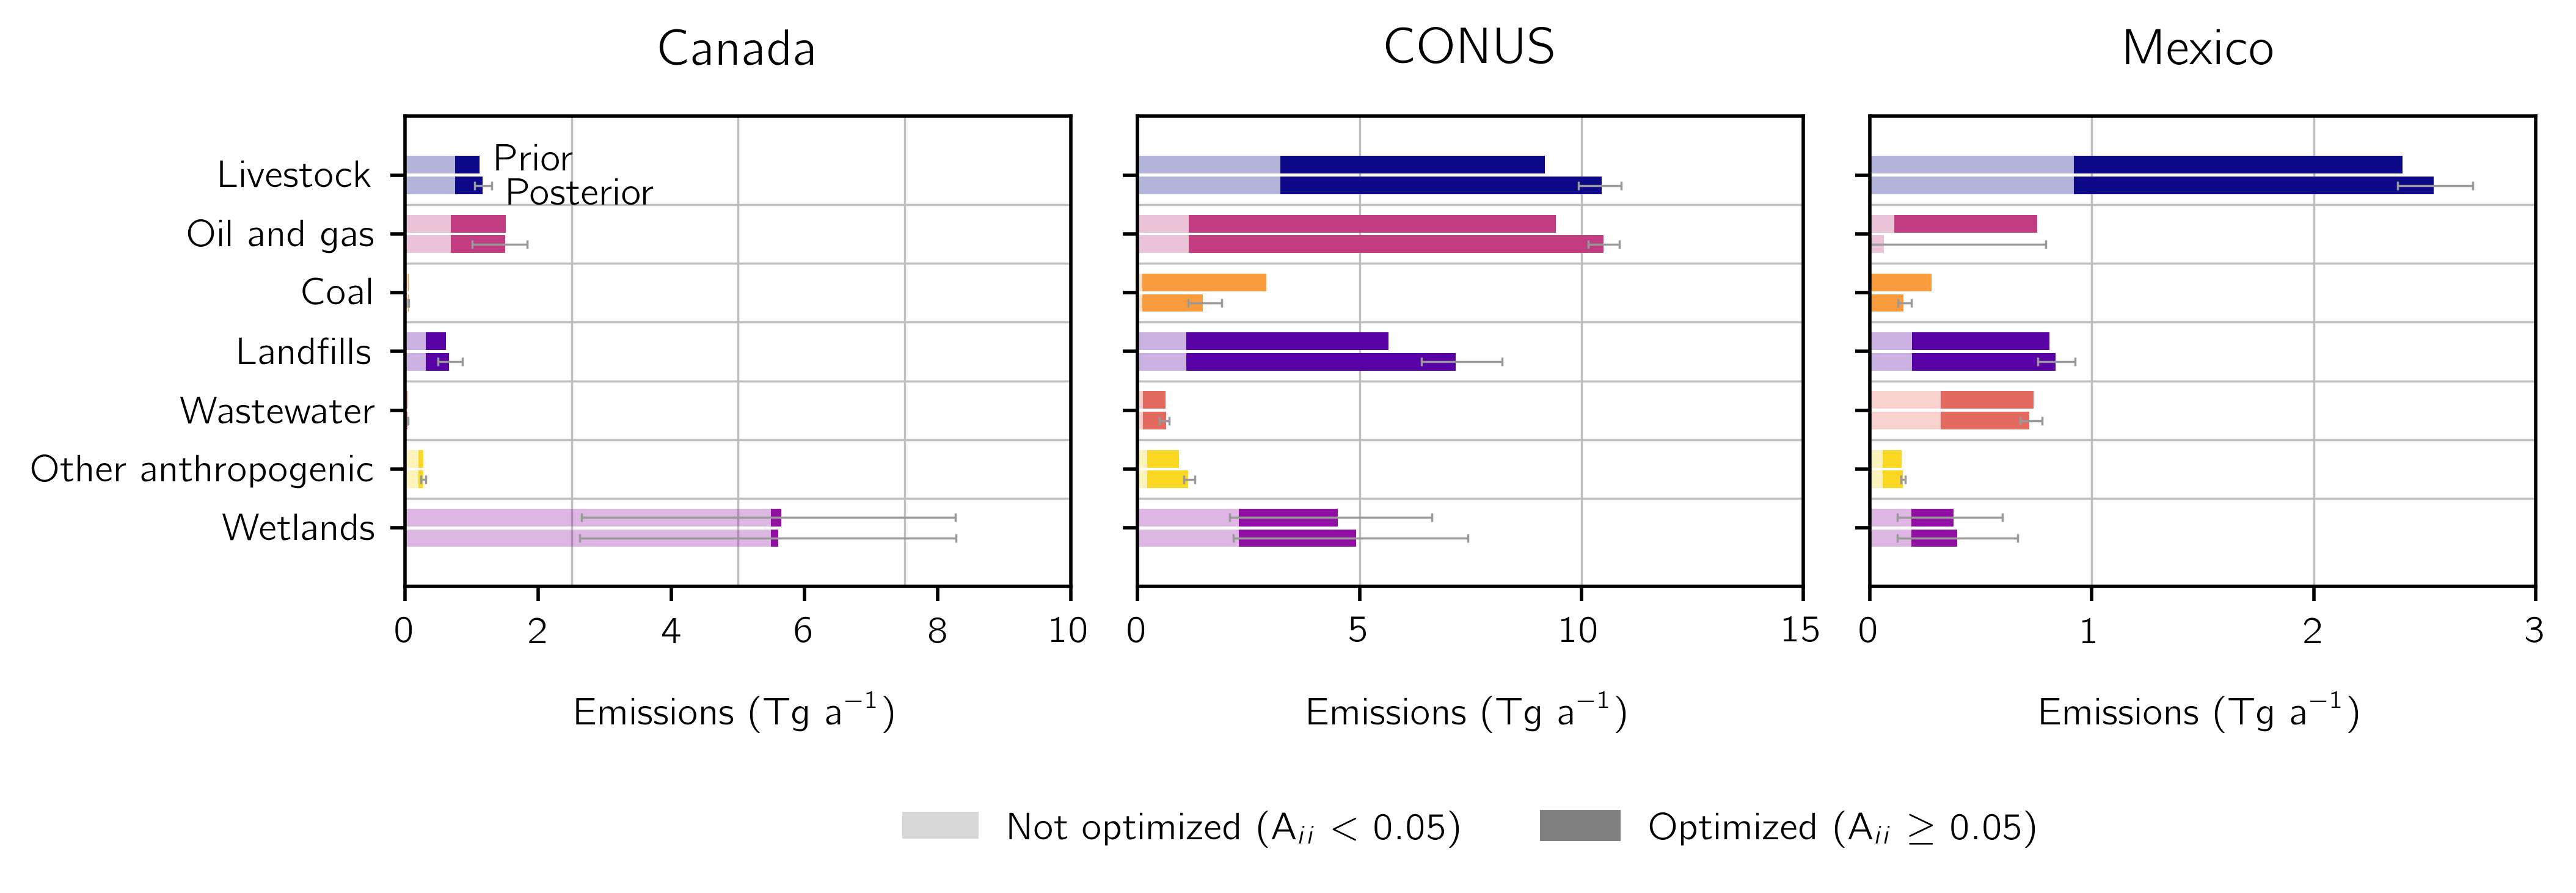 Canada CONUS Mexico
Livestock Prior
Posterior
Oil and gas
Coal
Landfills
Wastewater
Other anthropogenic
Wetlands
0 2 4 6 8 10 0 5 10 15 0 1 2 3
Emissions (Tg a⁻¹) Emissions (Tg a⁻¹) Emissions (Tg a⁻¹)
Not optimized (Aᵢᵢ < 0.05) Optimized (Aᵢᵢ ≥ 0.05)